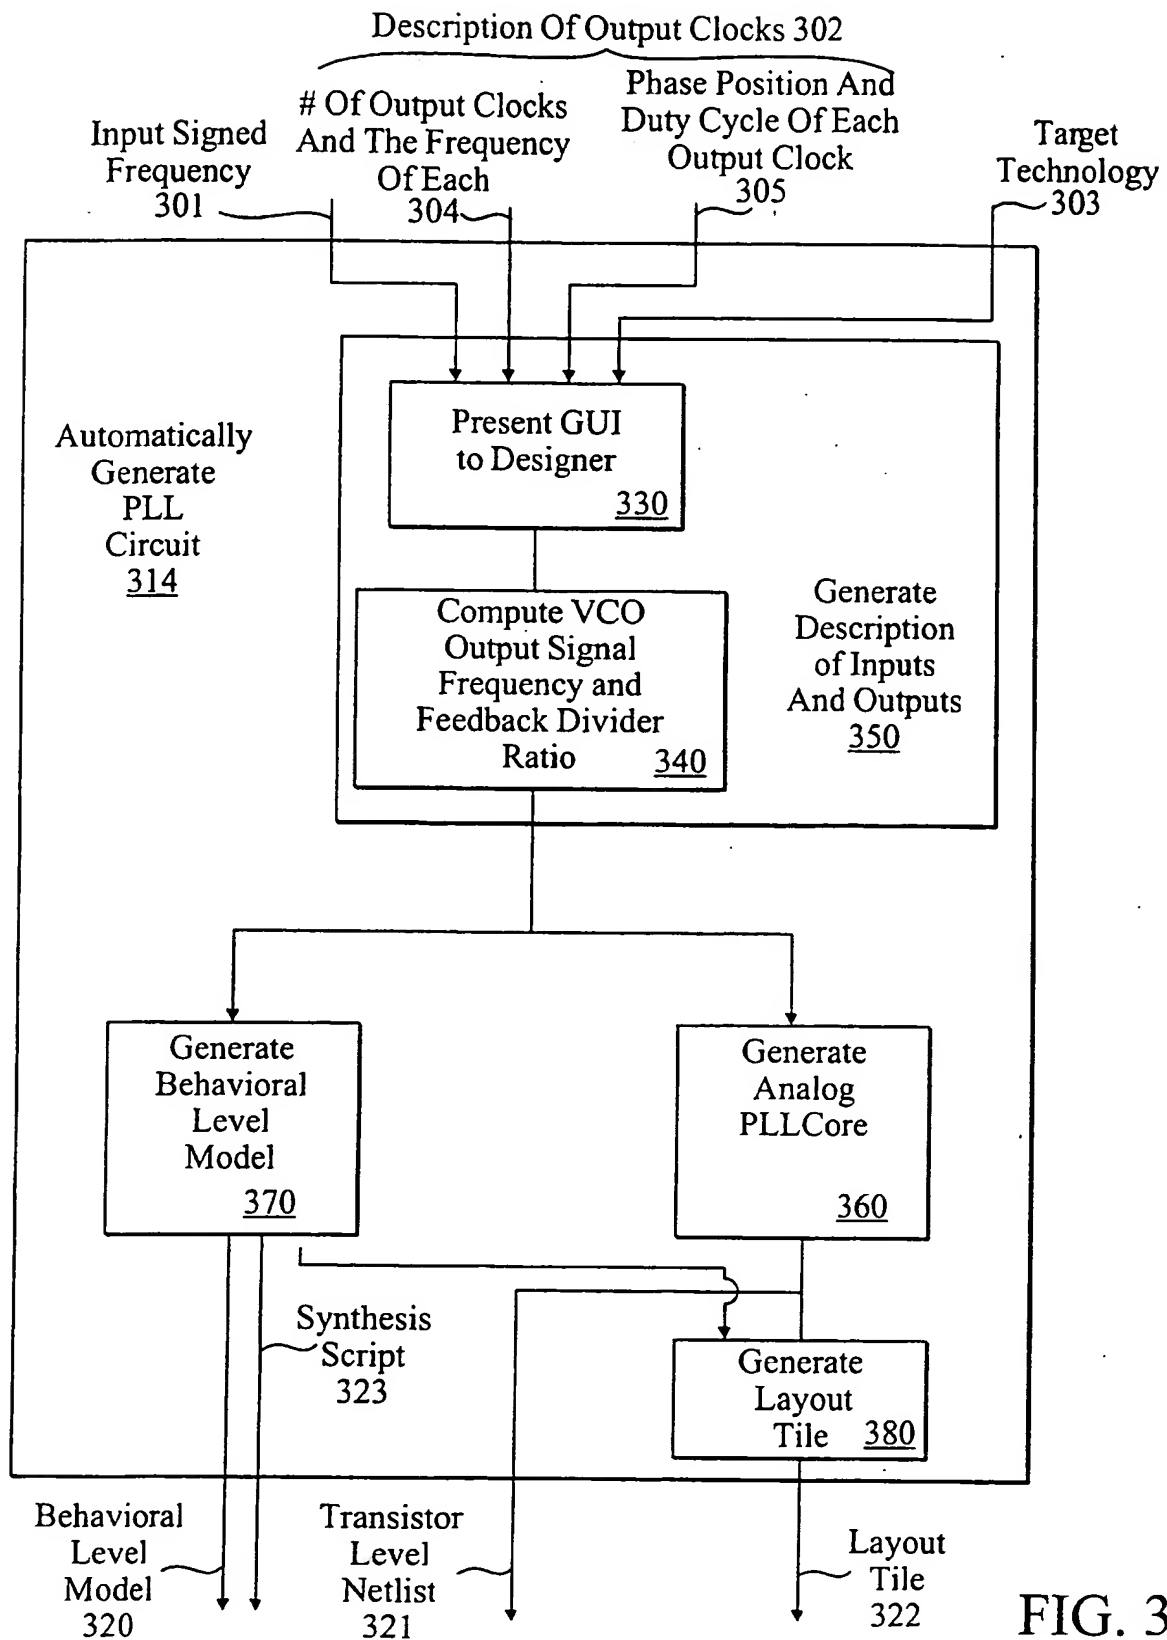 Description Of Output Clocks 302
Input Signed
Frequency
301
# Of Output Clocks
And The Frequency
Of Each
304
Phase Position And
Duty Cycle Of Each
Output Clock
305
Target
Technology
303
Automatically
Generate
PLL
Circuit
314
Present GUI
to Designer
330
Compute VCO
Output Signal
Frequency and
Feedback Divider
Ratio
340
Generate
Description
of Inputs
And Outputs
350
Generate
Behavioral
Level
Model
370
Generate
Analog
PLLCore
360
Synthesis
Script
323
Generate
Layout
Tile
380
Behavioral
Level
Model
320
Transistor
Level
Netlist
321
Layout
Tile
322
FIG. 3